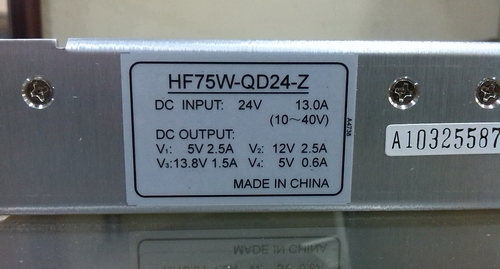 HF75W-QD24-Z
DC INPUT: 24V 13.0A
(10～40V)
DC OUTPUT:
V1: 5V 2.5A V2: 12V 2.5A
V3: 13.8V 1.5A V4: 5V 0.6A
MADE IN CHINA
A4738
A10325587